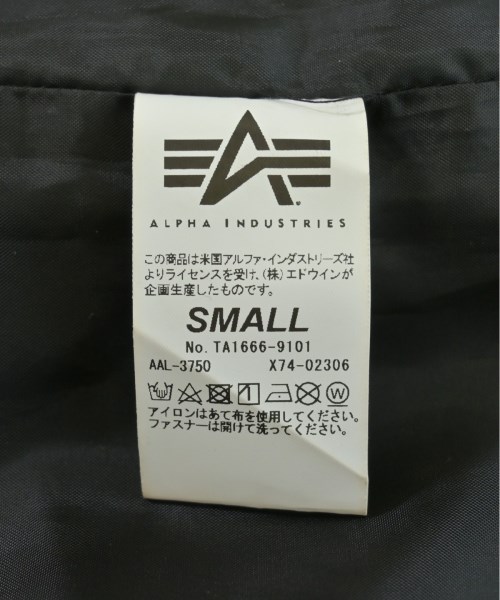 ALPHA INDUSTRIES
この商品は米国アルファ・インダストリーズ社
よりライセンスを受け、(株)エドウインが
企画生産したものです。
SMALL
No. TA1666-9101
AAL-3750 X74-02306
アイロンはあて布を使用してください。
ファスナーは開けて洗ってください。